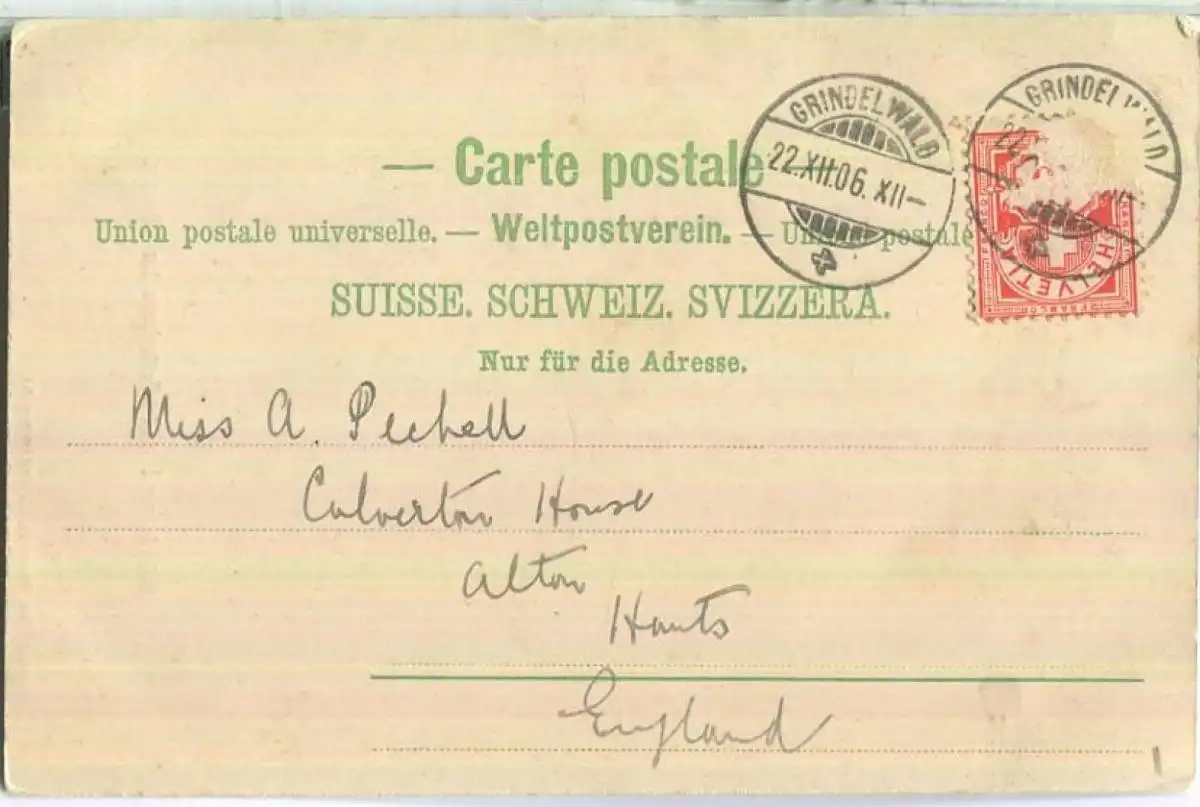 GRINDELWALD
22.XII.06. XII—
GRINDELWALD
22.
HELVETIA
— Carte postale
Union postale universelle. — Weltpostverein. — postale
SUISSE. SCHWEIZ. SVIZZERA.
Nur für die Adresse.
Miss A. Pechell
Culverton House
Alton
Hants
England